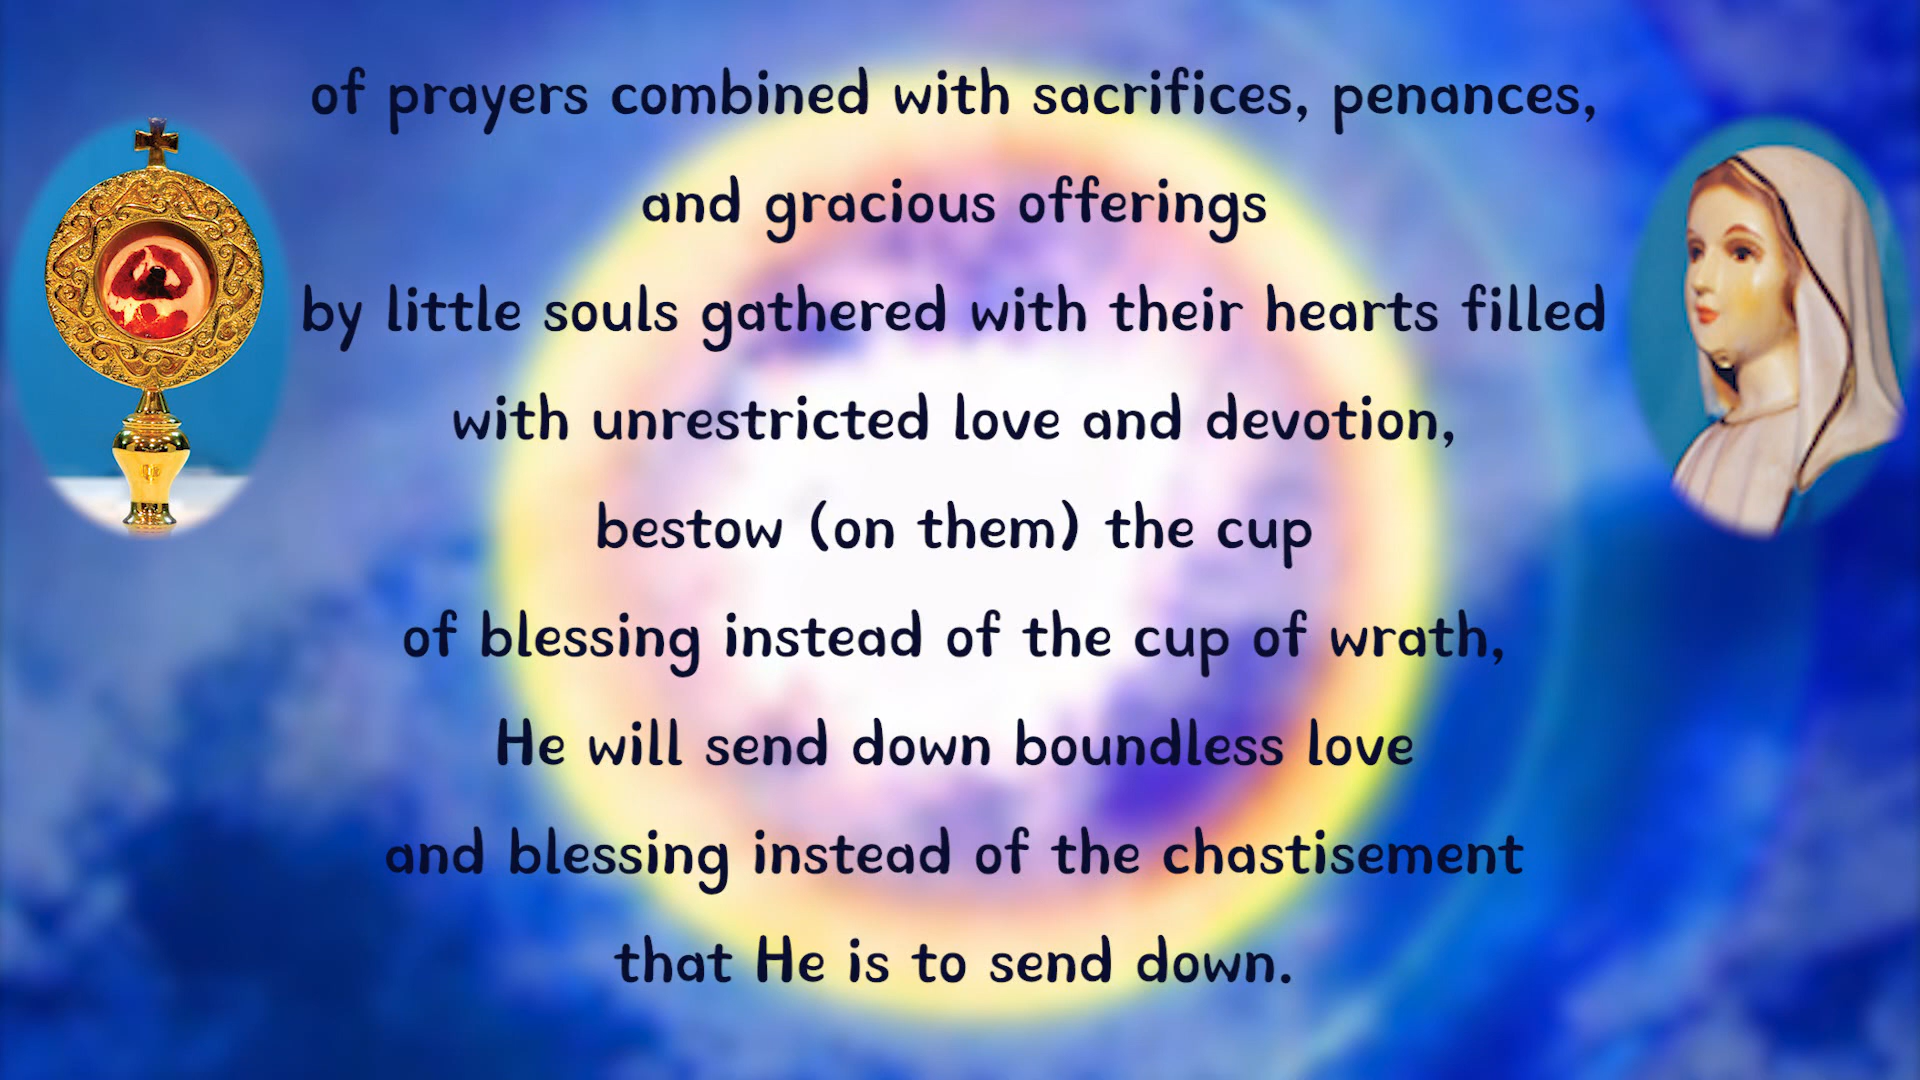 of prayers combined with sacrifices, penances,
and gracious offerings
by little souls gathered with their hearts filled
with unrestricted love and devotion,
bestow (on them) the cup
of blessing instead of the cup of wrath,
He will send down boundless love
and blessing instead of the chastisement
that He is to send down.